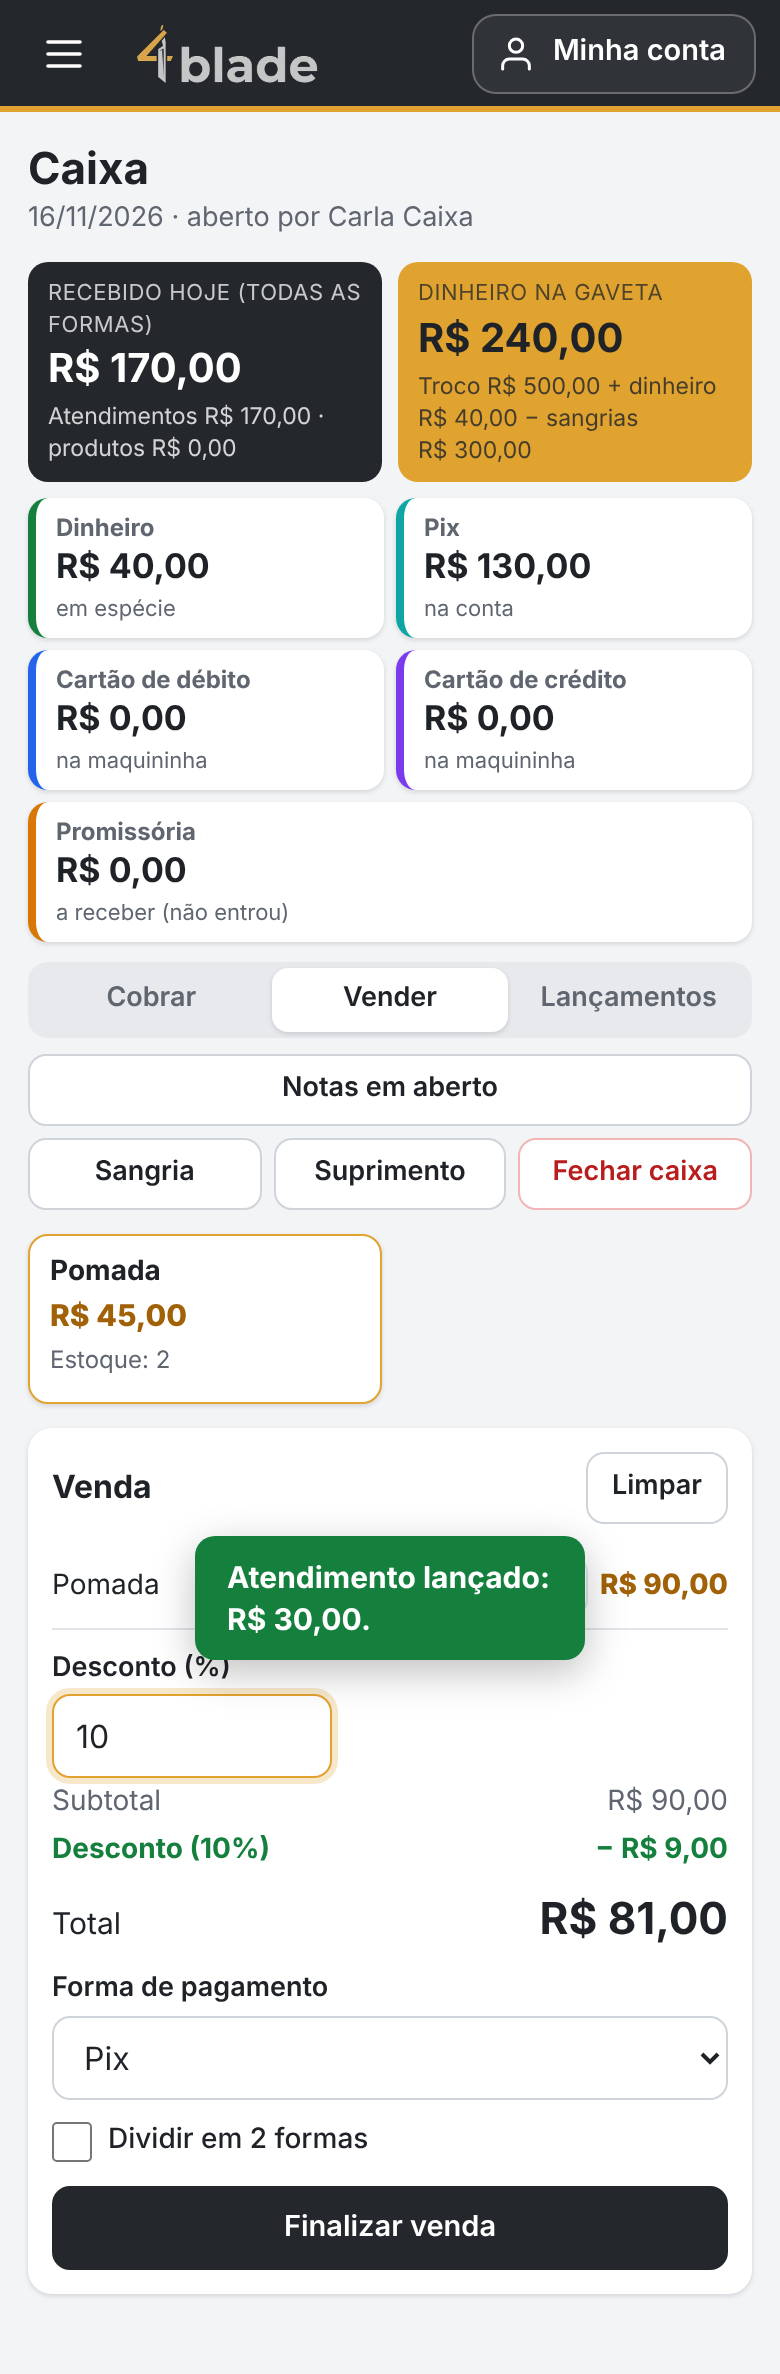 4blade
Minha conta
Caixa
16/11/2026 · aberto por Carla Caixa
RECEBIDO HOJE (TODAS AS
FORMAS)
R$ 170,00
Atendimentos R$ 170,00 ·
produtos R$ 0,00
DINHEIRO NA GAVETA
R$ 240,00
Troco R$ 500,00 + dinheiro
R$ 40,00 − sangrias
R$ 300,00
Dinheiro
R$ 40,00
em espécie
Pix
R$ 130,00
na conta
Cartão de débito
R$ 0,00
na maquininha
Cartão de crédito
R$ 0,00
na maquininha
Promissória
R$ 0,00
a receber (não entrou)
Cobrar
Vender
Lançamentos
Notas em aberto
Sangria
Suprimento
Fechar caixa
Pomada
R$ 45,00
Estoque: 2
Venda
Limpar
Pomada
R$ 90,00
Atendimento lançado:
R$ 30,00.
Desconto (%)
10
Subtotal
R$ 90,00
Desconto (10%)
− R$ 9,00
Total
R$ 81,00
Forma de pagamento
Pix
Dividir em 2 formas
Finalizar venda